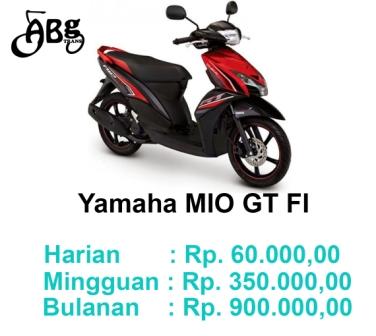 ABg
TRANS
Yamaha MIO GT FI
Harian : Rp. 60.000,00
Mingguan : Rp. 350.000,00
Bulanan : Rp. 900.000,00